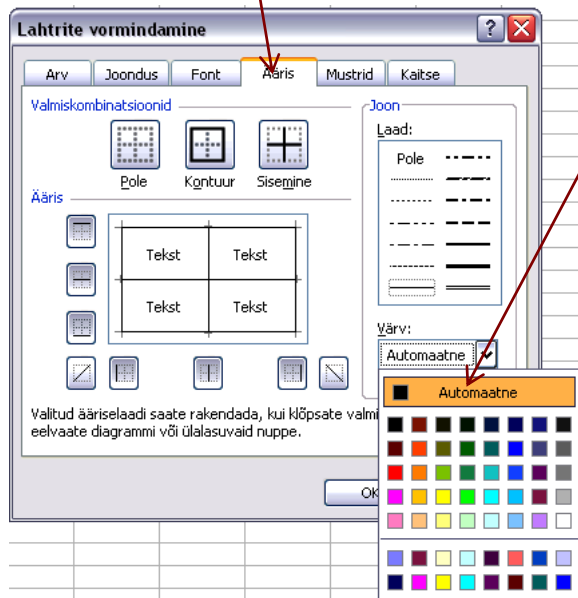 Lahtrite vormindamine
Arv Joondus Font Ääris Mustrid Kaitse
Valmiskombinatsioonid
Joon
Laad:
Pole
Pole Kontuur Sisemine
Ääris
Tekst Tekst
Tekst Tekst
Värv:
Automaatne
Automaatne
Valitud ääriselaadi saate rakendada, kui klõpsate valmi
eelvaate diagrammi või ülalasuvaid nuppe.
OK